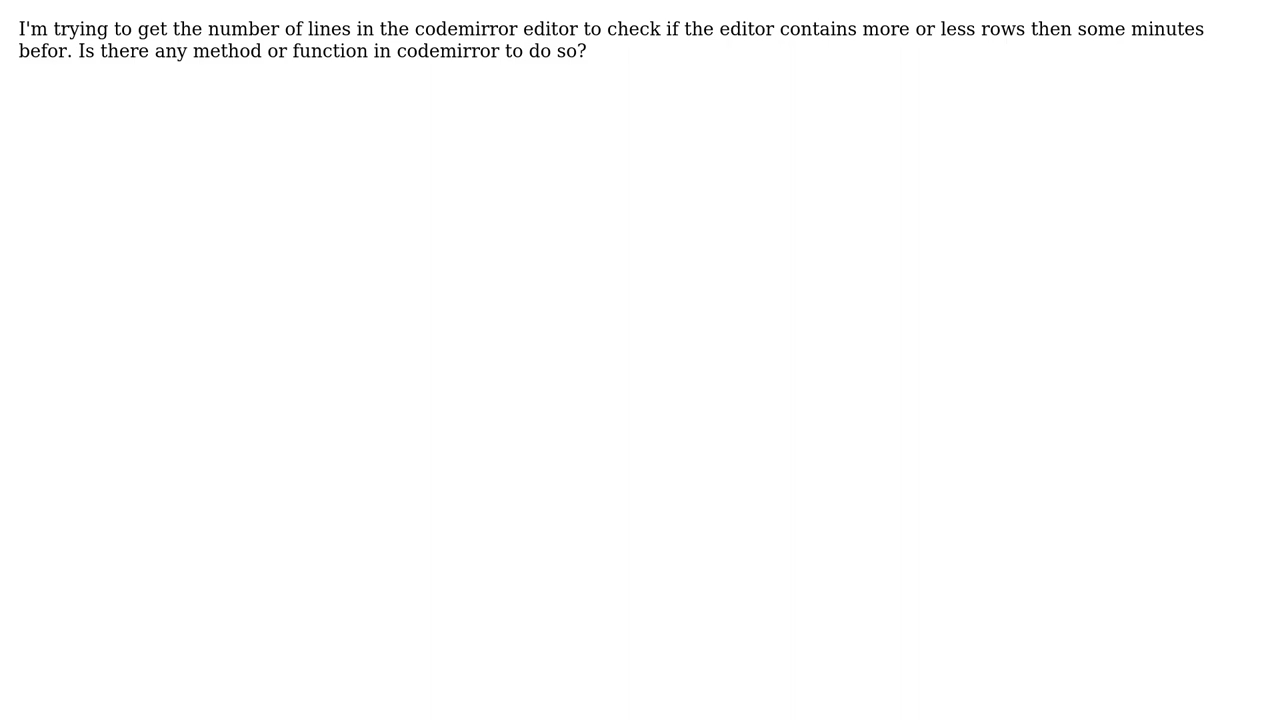 I'm trying to get the number of lines in the codemirror editor to check if the editor contains more or less rows then some minutes
befor. Is there any method or function in codemirror to do so?